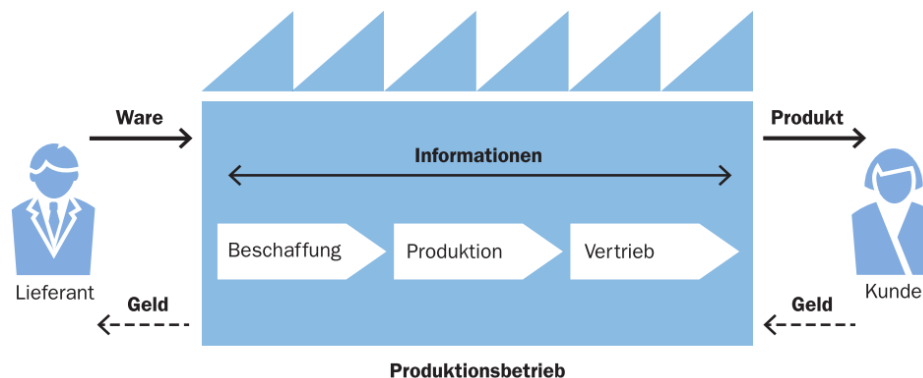 Ware
Produkt
Informationen
Beschaffung
Produktion
Vertrieb
Lieferant
Kunde
Geld
Geld
Produktionsbetrieb